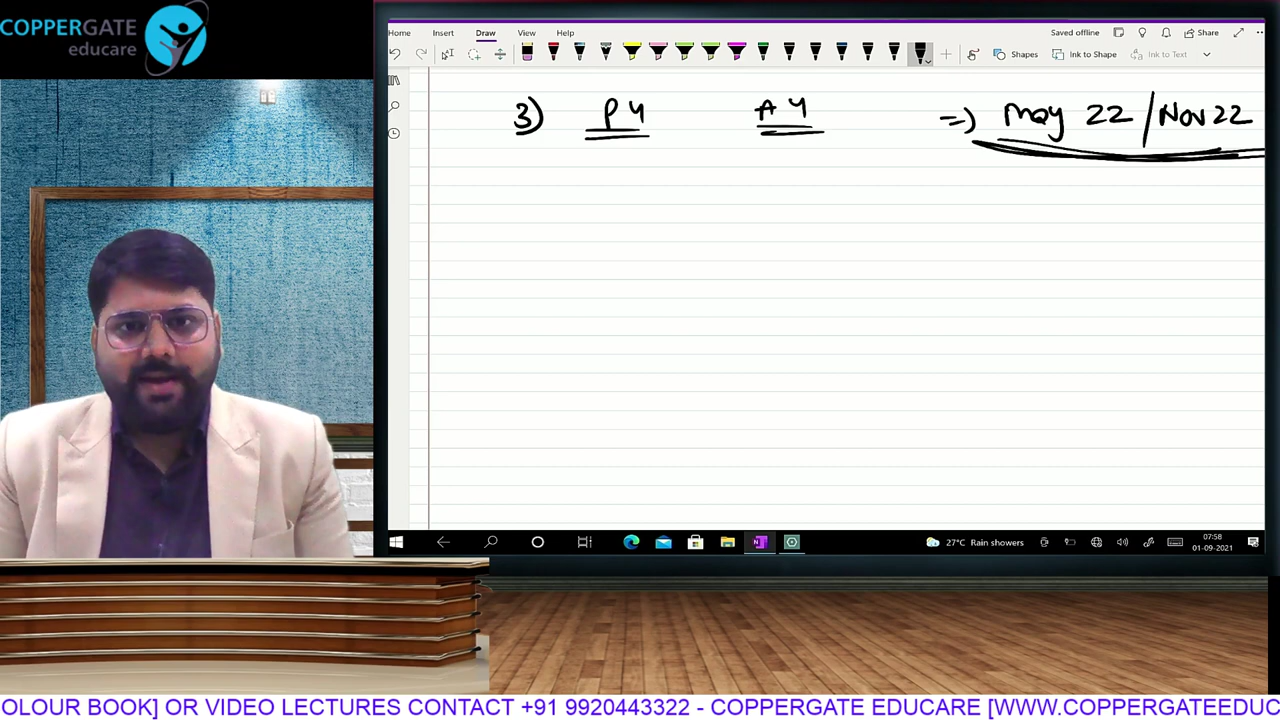 COPPERGATE
educare
Home Insert Draw View Help
Saved offline
Share
Shapes
Ink to Shape
Ink to Text
3) PY AY => May 22 / Nov 22
27°C Rain showers
07:58
01-09-2021
OLOUR BOOK] OR VIDEO LECTURES CONTACT +91 9920443322 - COPPERGATE EDUCARE [WWW.COPPERGATEEDUC